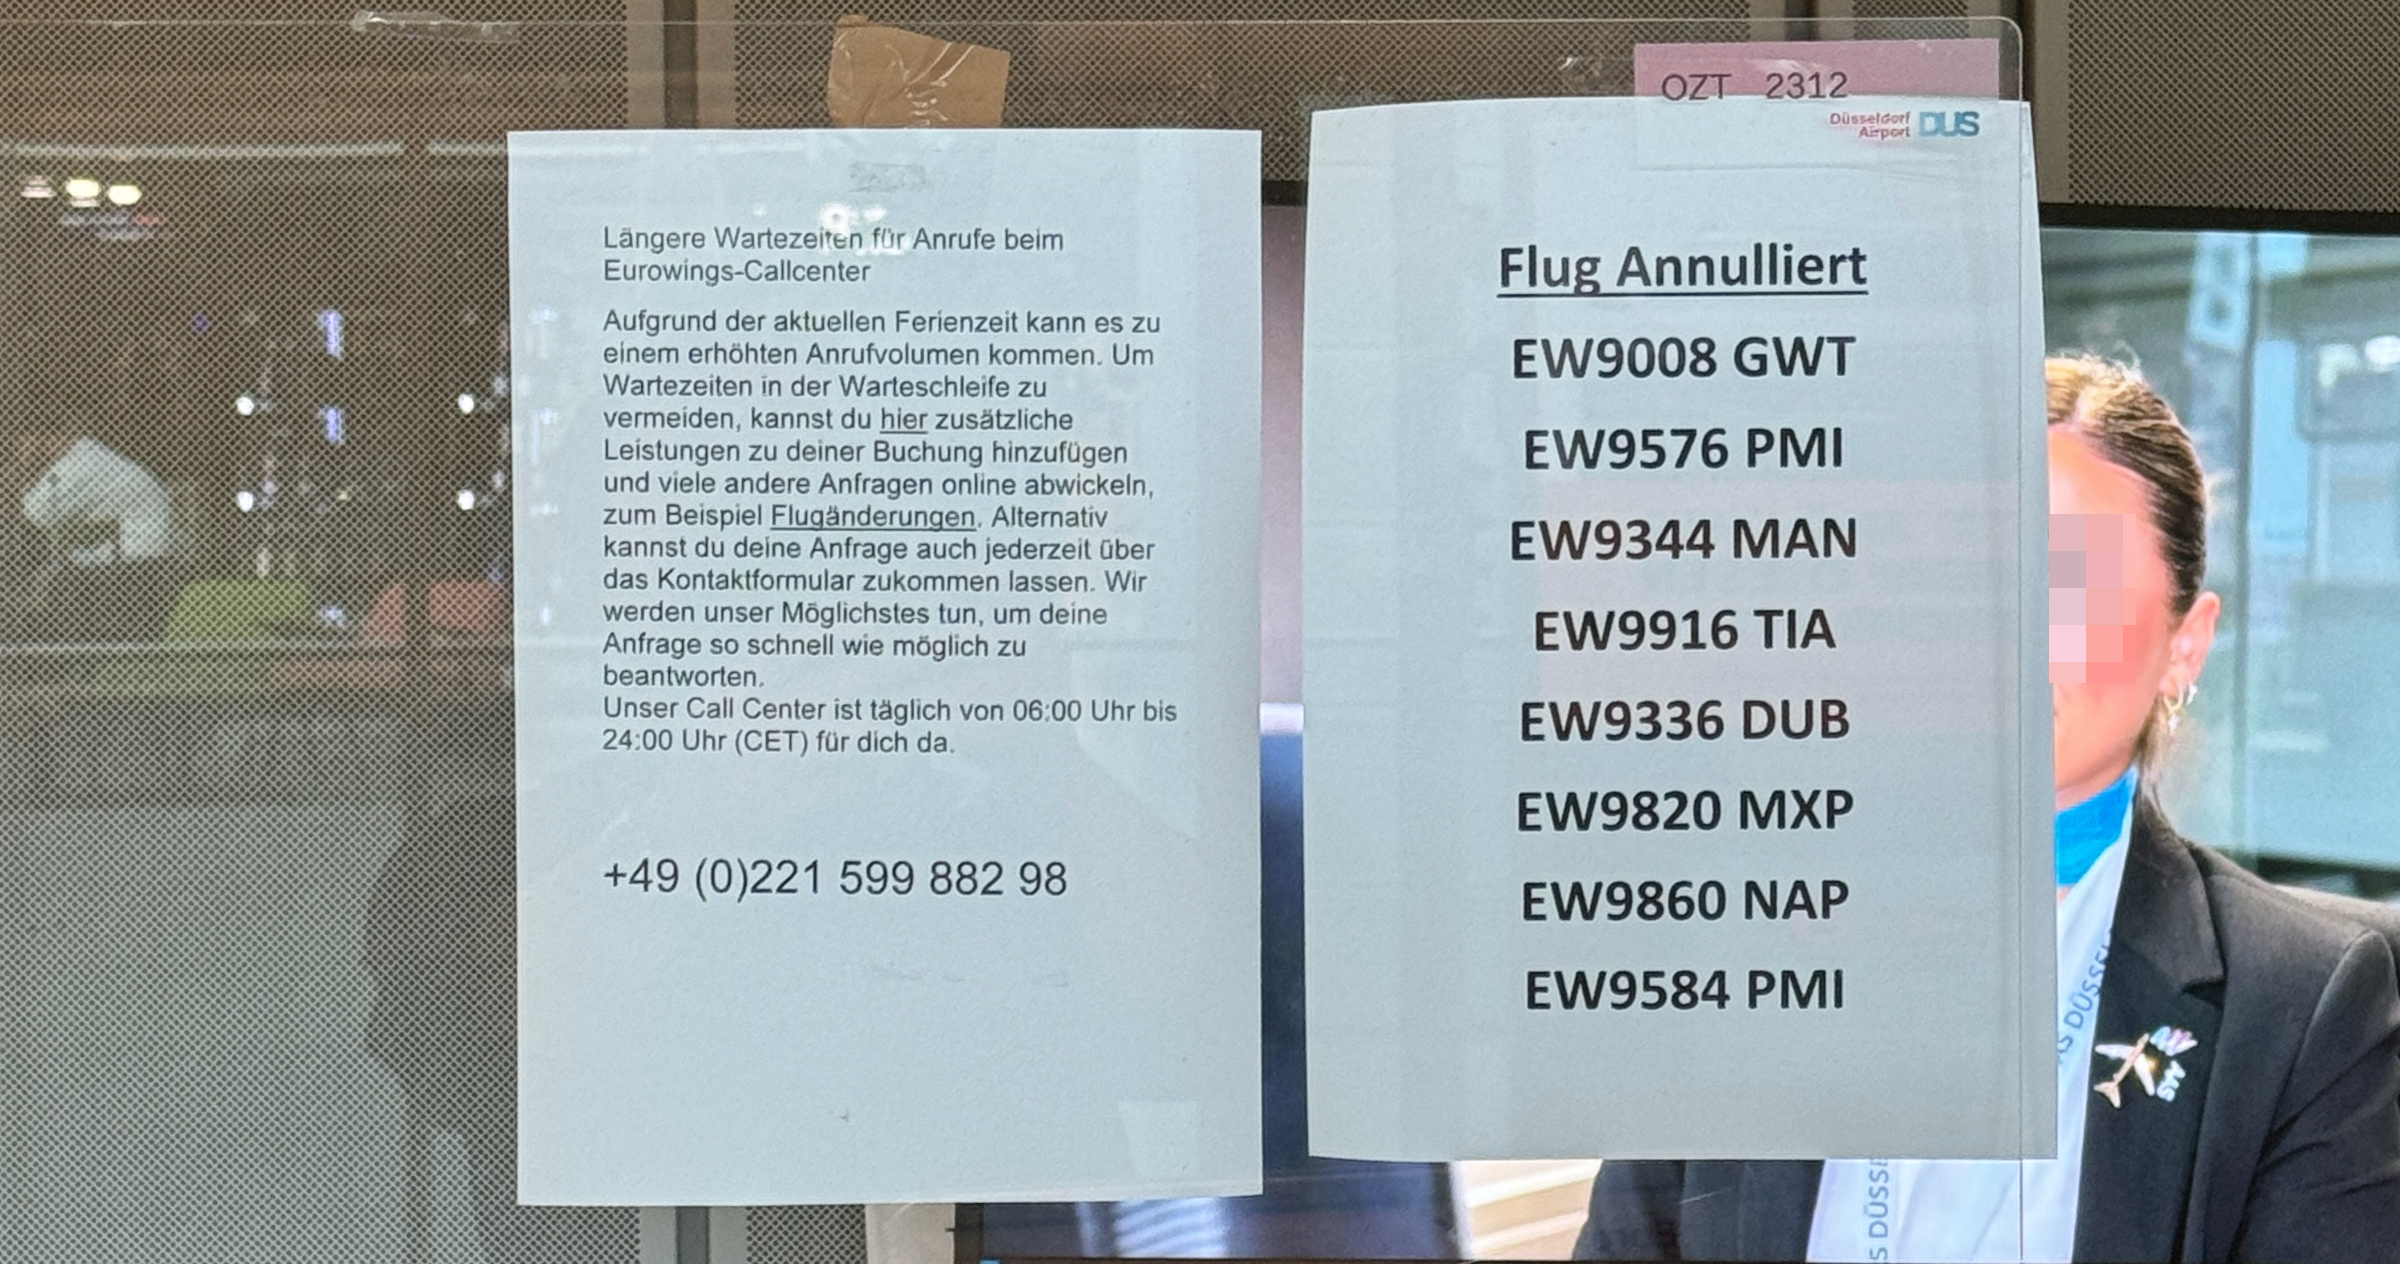 Längere Wartezeiten für Anrufe beim
Eurowings-Callcenter
Aufgrund der aktuellen Ferienzeit kann es zu
einem erhöhten Anrufvolumen kommen. Um
Wartezeiten in der Warteschleife zu
vermeiden, kannst du hier zusätzliche
Leistungen zu deiner Buchung hinzufügen
und viele andere Anfragen online abwickeln,
zum Beispiel Flugänderungen. Alternativ
kannst du deine Anfrage auch jederzeit über
das Kontaktformular zukommen lassen. Wir
werden unser Möglichstes tun, um deine
Anfrage so schnell wie möglich zu
beantworten.
Unser Call Center ist täglich von 06:00 Uhr bis
24:00 Uhr (CET) für dich da.
+49 (0)221 599 882 98
OZT 2312
Düsseldorf
Airport DUS
Flug Annulliert
EW9008 GWT
EW9576 PMI
EW9344 MAN
EW9916 TIA
EW9336 DUB
EW9820 MXP
EW9860 NAP
EW9584 PMI